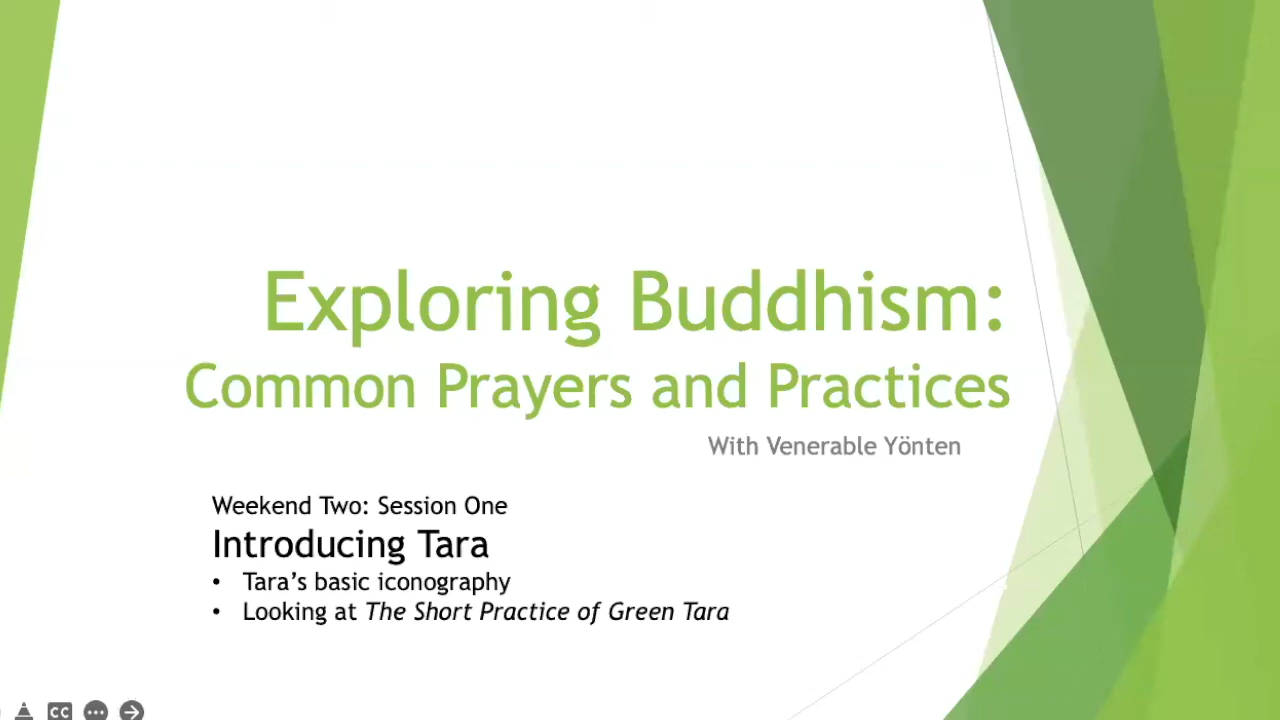 Exploring Buddhism:
Common Prayers and Practices
With Venerable Yönten
Weekend Two: Session One
Introducing Tara
• Tara’s basic iconography
• Looking at The Short Practice of Green Tara
CC